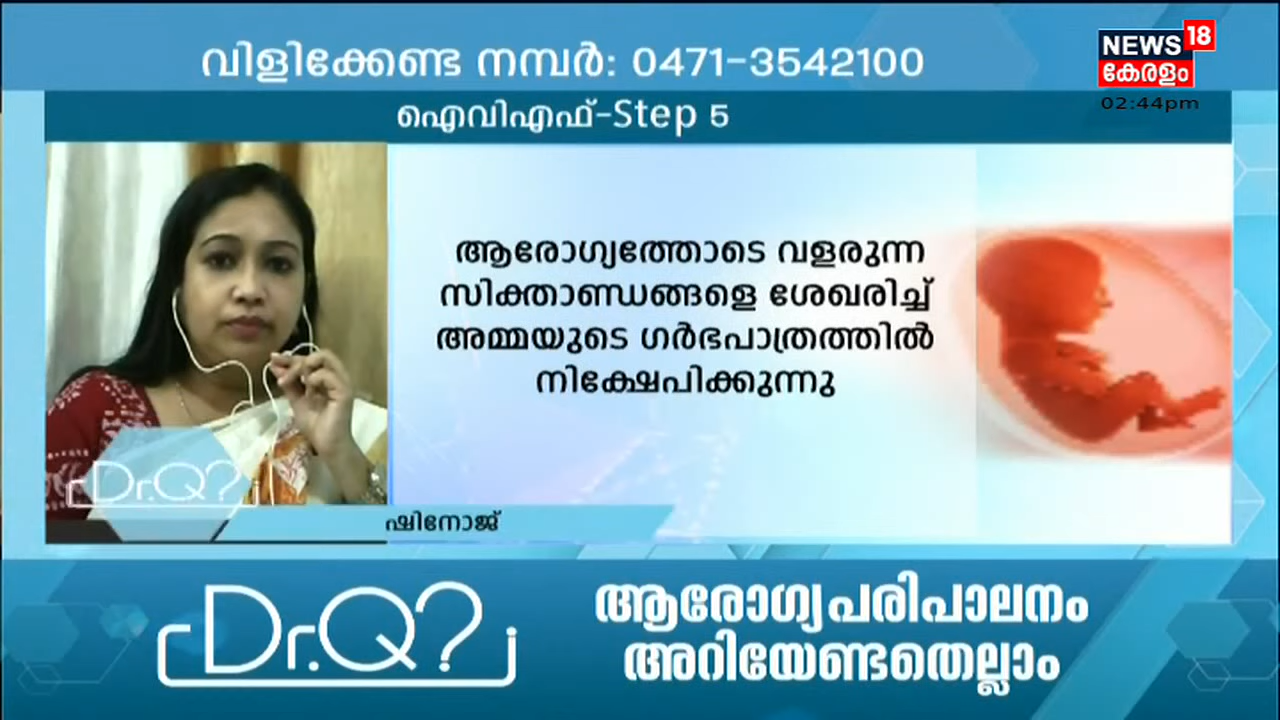 വിളിക്കേണ്ട നമ്പർ: 0471-3542100
NEWS 18
കേരളം
02:44pm
ഐവിഎഫ്-Step 5
ആരോഗ്യത്തോടെ വളരുന്ന
സിക്താണ്ഡങ്ങളെ ശേഖരിച്ച്
അമ്മയുടെ ഗർഭപാത്രത്തിൽ
നിക്ഷേപിക്കുന്നു
Dr.Q?
ഷിനോജ്
Dr.Q?
ആരോഗ്യപരിപാലനം
അറിയേണ്ടതെല്ലാം